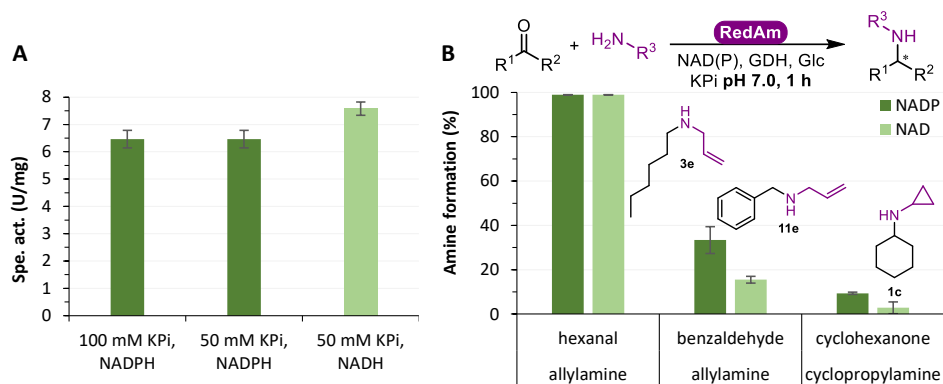 A
Spe. act. (U/mg)
8
7
6
5
4
3
2
1
0
100 mM KPi, NADPH
50 mM KPi, NADPH
50 mM KPi, NADH
B
O
R1 R2
+
H2N R3
RedAm
NAD(P), GDH, Glc
KPi pH 7.0, 1 h
R3
NH
R1 * R2
Amine formation (%)
100
80
60
40
20
0
NADP
NAD
H
N
3e
N
H
11e
HN
1c
hexanal
benzaldehyde
cyclohexanone
allylamine
allylamine
cyclopropylamine